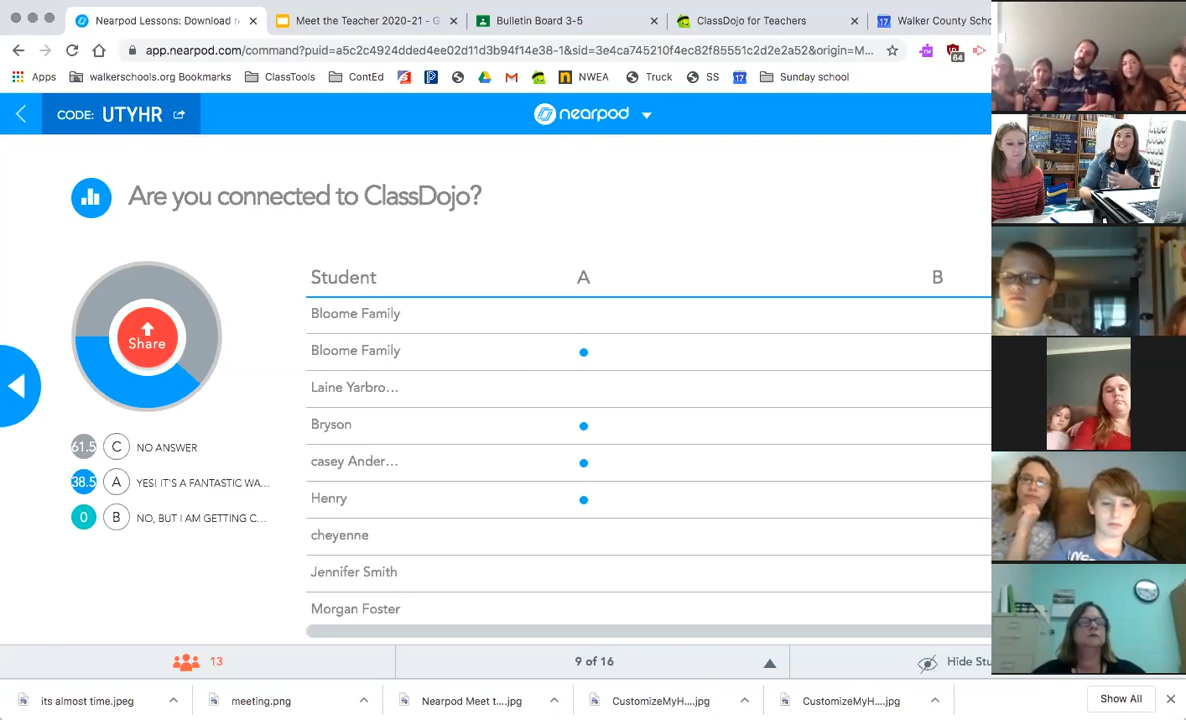 Nearpod Lessons: Download r
Meet the Teacher 2020-21 - G
Bulletin Board 3-5
ClassDojo for Teachers
Walker County Scho
app.nearpod.com/command?puid=a5c2c4924dded4ee02d11d3b94f14e38-1&sid=3e4ca745210f4ec82f85551c2d2e2a52&origin=M...
64
Apps
walkerschools.org Bookmarks
ClassTools
ContEd
NWEA
Truck
SS
17
Sunday school
CODE: UTYHR
nearpod
Are you connected to ClassDojo?
Share
61.5 C NO ANSWER
38.5 A YES! IT'S A FANTASTIC WA...
0 B NO, BUT I AM GETTING C...
Student A B
Bloome Family
Bloome Family
Laine Yarbro...
Bryson
casey Ander...
Henry
cheyenne
Jennifer Smith
Morgan Foster
13
9 of 16
Hide Stu
its almost time.jpeg
meeting.png
Nearpod Meet t....jpg
CustomizeMyH....jpg
CustomizeMyH....jpg
Show All